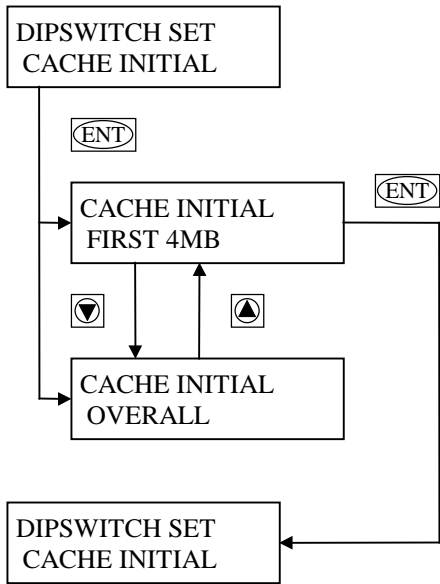 DIPSWITCH SET
CACHE INITIAL
ENT
ENT
CACHE INITIAL
FIRST 4MB
CACHE INITIAL
OVERALL
DIPSWITCH SET
CACHE INITIAL